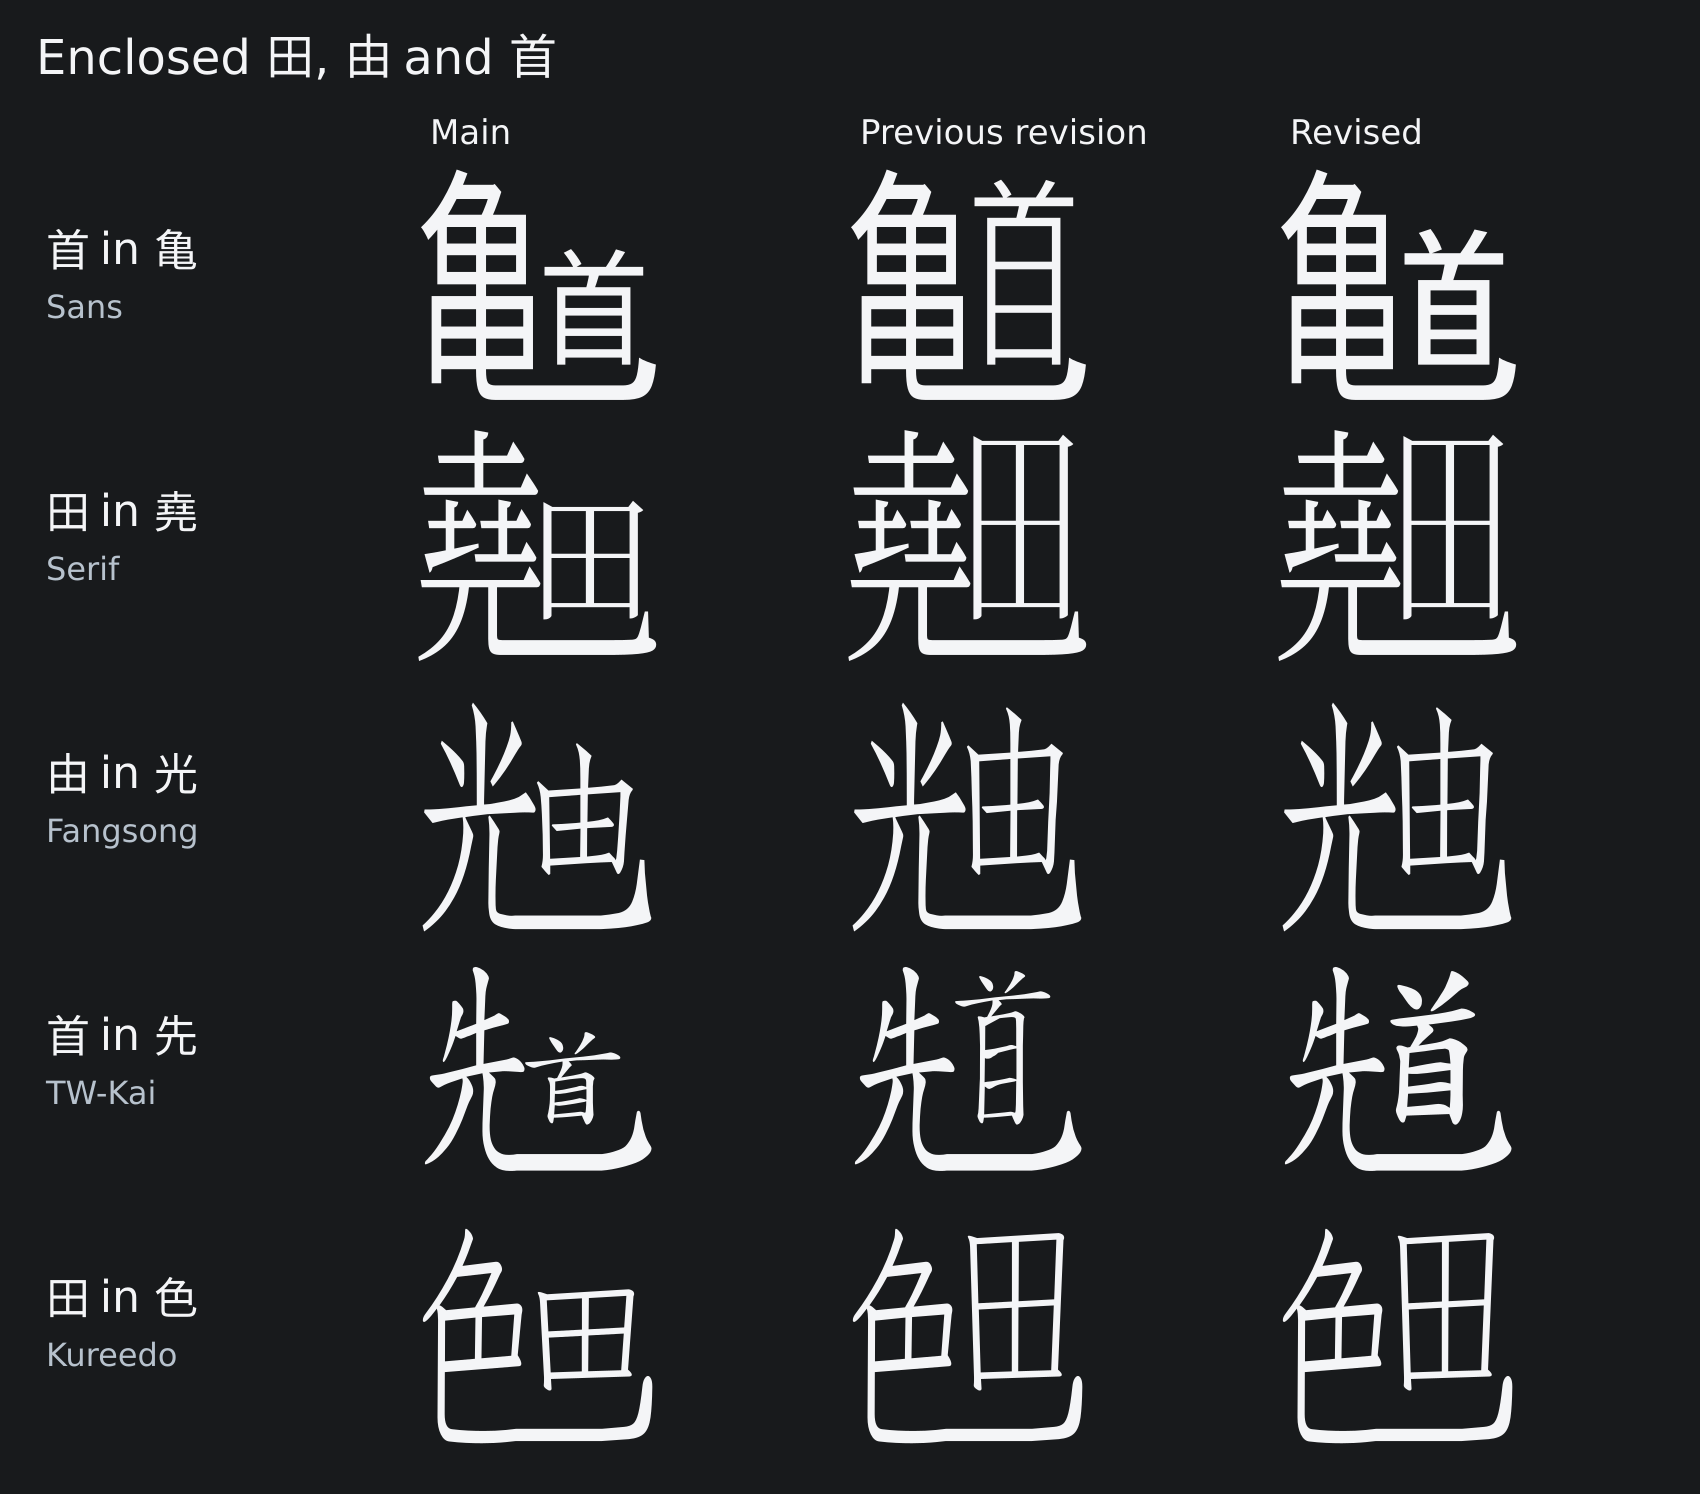 Enclosed 田, 由 and 首
Main Previous revision Revised
首 in 亀
Sans
田 in 堯
Serif
由 in 光
Fangsong
首 in 先
TW-Kai
田 in 色
Kureedo